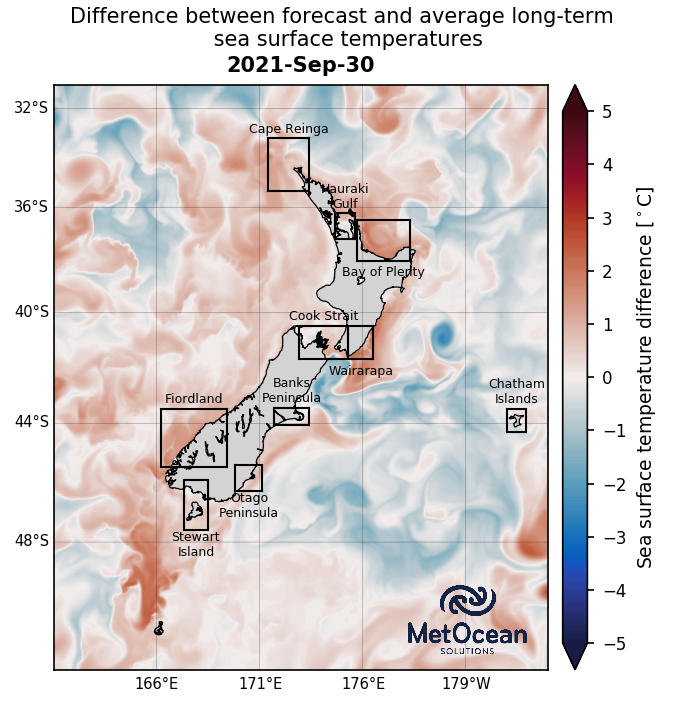 Difference between forecast and average long-term
sea surface temperatures
2021-Sep-30
32°S
36°S
40°S
44°S
48°S
166°E
171°E
176°E
179°W
Cape Reinga
Hauraki
Gulf
Bay of Plenty
Cook Strait
Wairarapa
Banks
Peninsula
Chatham
Islands
Fiordland
Otago
Peninsula
Stewart
Island
MetOcean
SOLUTIONS
5
4
3
2
1
0
−1
−2
−3
−4
−5
Sea surface temperature difference [°C]